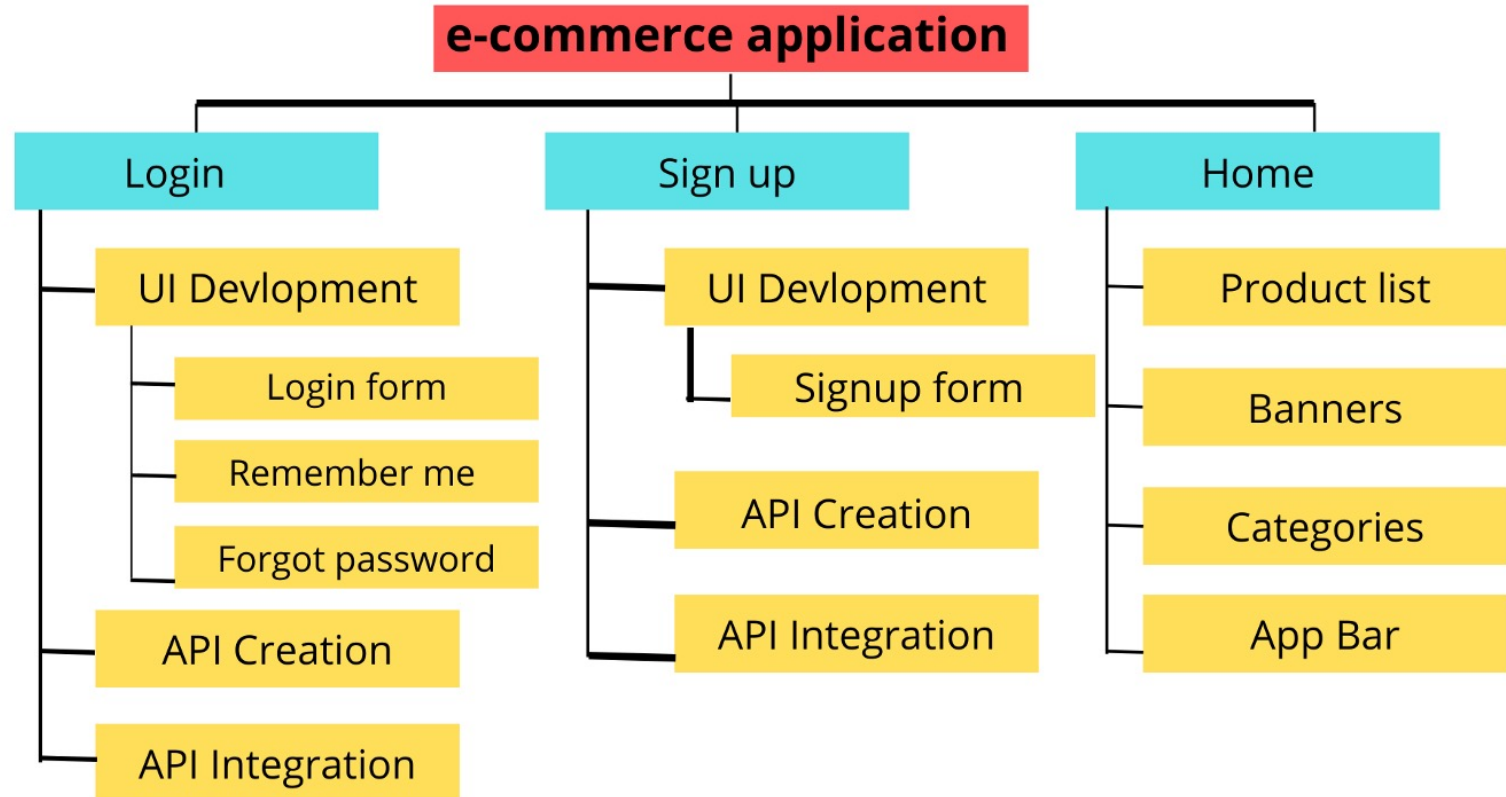 e-commerce application
Login
UI Devlopment
Login form
Remember me
Forgot password
API Creation
API Integration
Sign up
UI Devlopment
Signup form
API Creation
API Integration
Home
Product list
Banners
Categories
App Bar